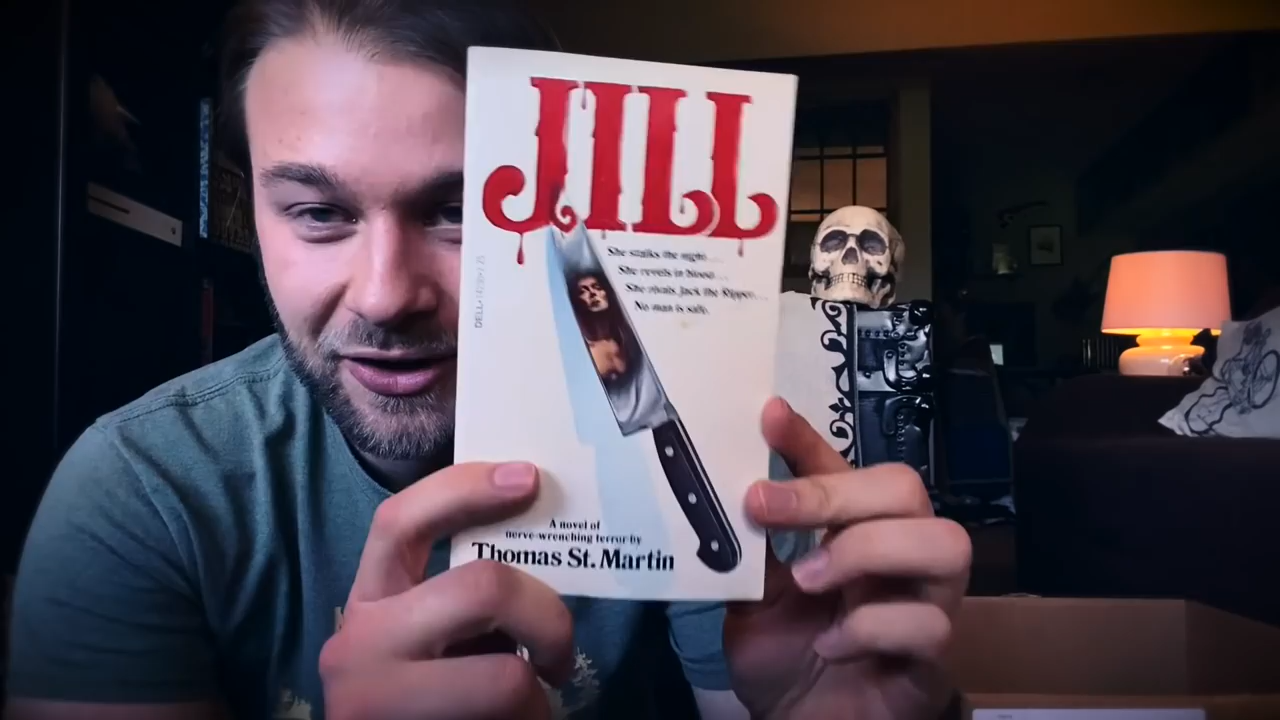 JILL
She stalks the night...
She revels in blood...
She rivals Jack the Ripper...
No man is safe.
A novel of
nerve-wrenching terror by
Thomas St. Martin
DELL